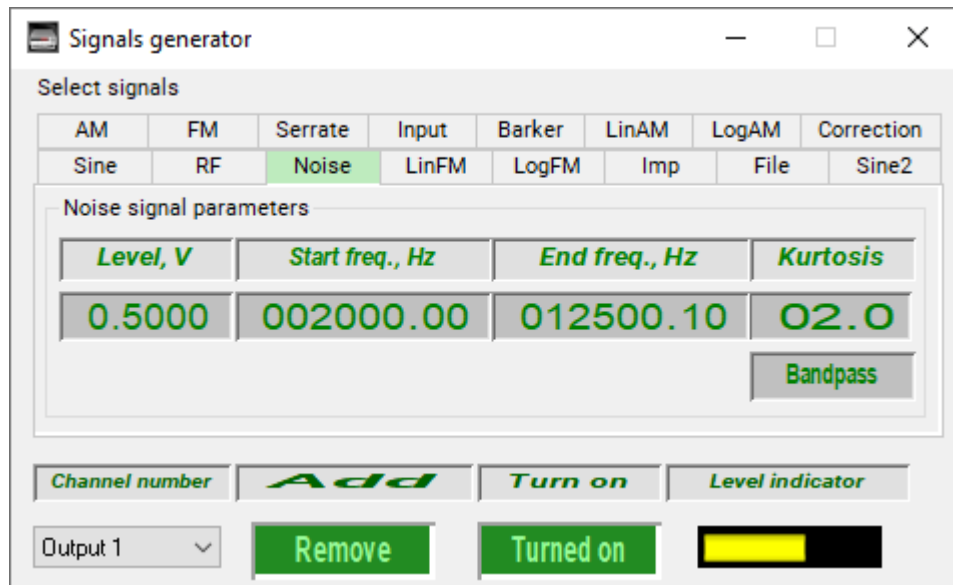 Signals generator
Select signals
AM FM Serrate Input Barker LinAM LogAM Correction
Sine RF Noise LinFM LogFM Imp File Sine2
Noise signal parameters
Level, V Start freq., Hz End freq., Hz Kurtosis
0.5000 002000.00 012500.10 02.0
Bandpass
Channel number Add Turn on Level indicator
Output 1 Remove Turned on